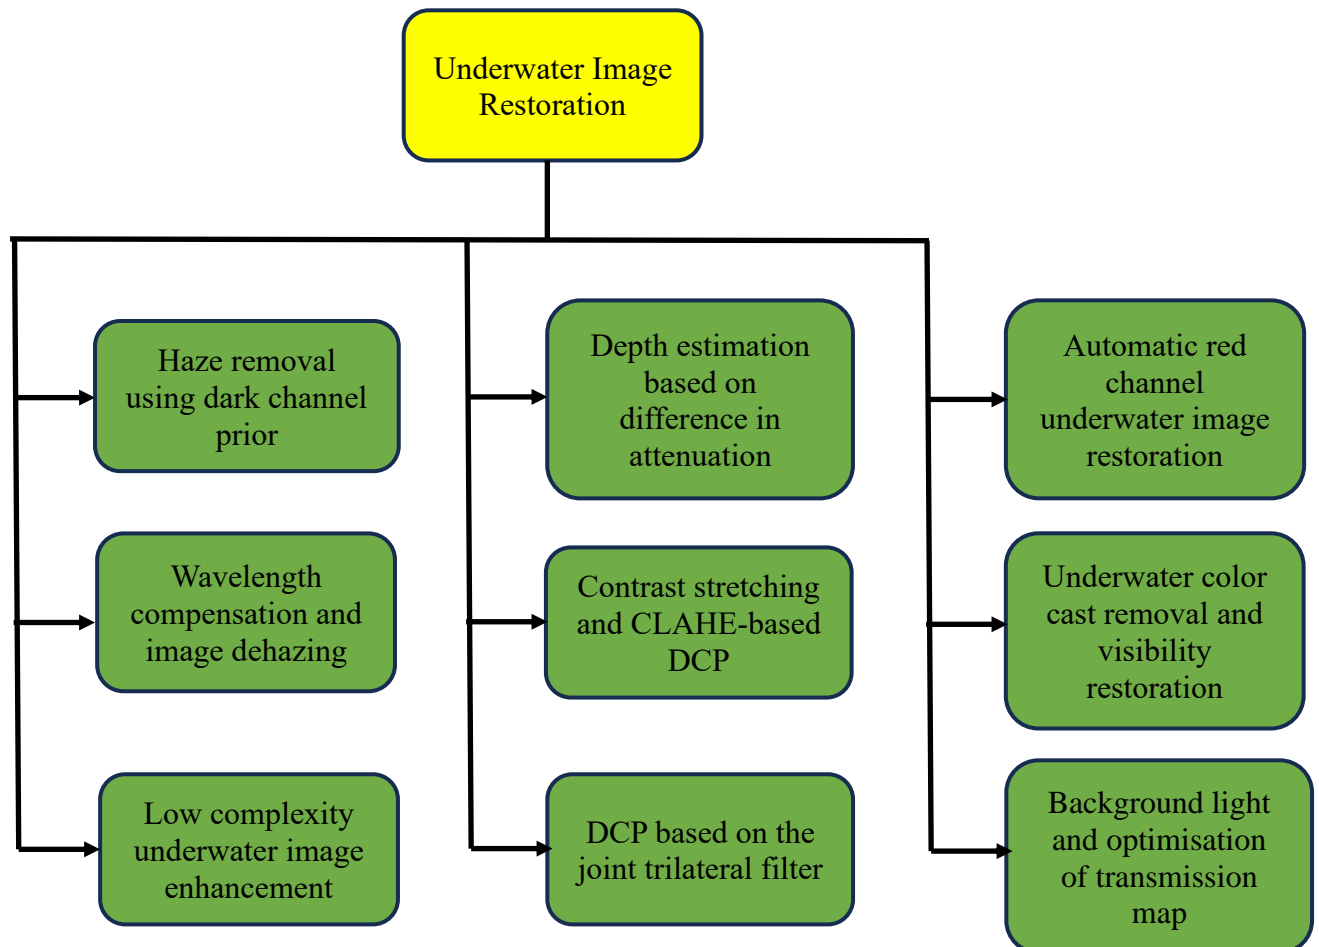 Underwater Image
Restoration
Haze removal
using dark channel
prior
Wavelength
compensation and
image dehazing
Low complexity
underwater image
enhancement
Depth estimation
based on
difference in
attenuation
Contrast stretching
and CLAHE-based
DCP
DCP based on the
joint trilateral filter
Automatic red
channel
underwater image
restoration
Underwater color
cast removal and
visibility
restoration
Background light
and optimisation
of transmission
map